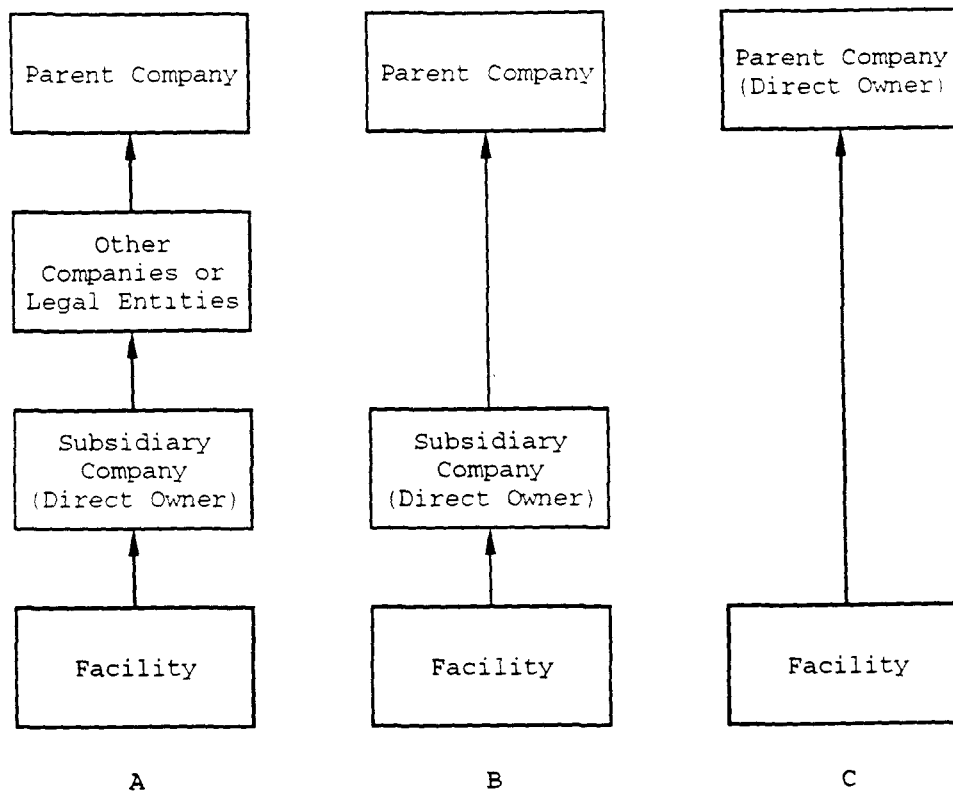 Parent Company
Other
Companies or
Legal Entities
Subsidiary
Company
(Direct Owner)
Facility
A
Parent Company
Subsidiary
Company
(Direct Owner)
Facility
B
Parent Company
(Direct Owner)
Facility
C